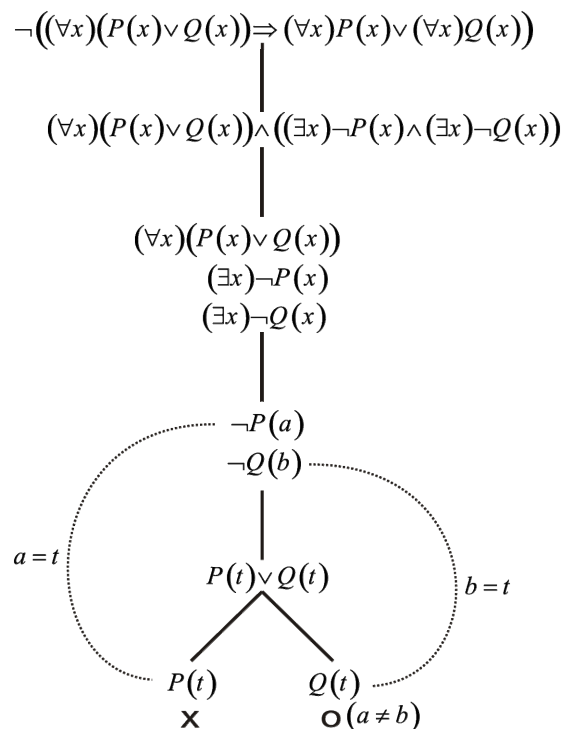 ¬((∀x)(P(x)∨Q(x))⇒(∀x)P(x)∨(∀x)Q(x))
(∀x)(P(x)∨Q(x))∧((∃x)¬P(x)∧(∃x)¬Q(x))
(∀x)(P(x)∨Q(x))
(∃x)¬P(x)
(∃x)¬Q(x)
¬P(a)
¬Q(b)
a = t
P(t)∨Q(t)
b = t
P(t) Q(t)
X O (a ≠ b)